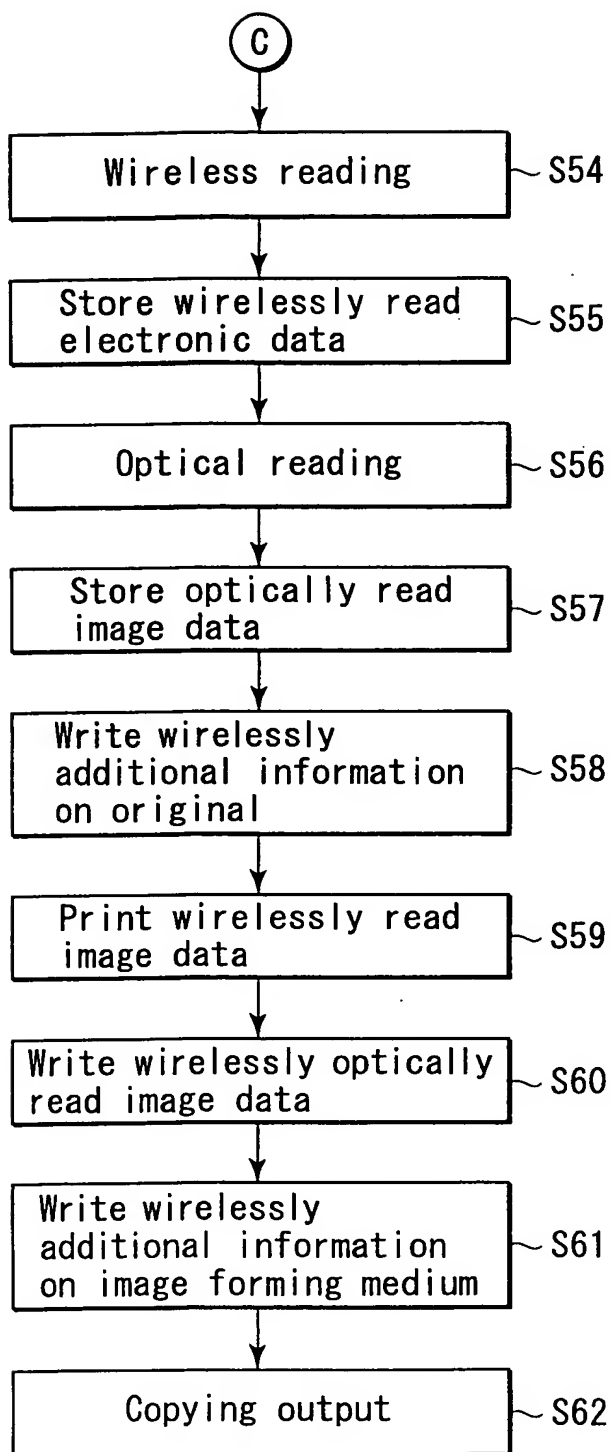 C
Wireless reading
S54
Store wirelessly read
electronic data
S55
Optical reading
S56
Store optically read
image data
S57
Write wirelessly
additional information
on original
S58
Print wirelessly read
image data
S59
Write wirelessly optically
read image data
S60
Write wirelessly
additional information
on image forming medium
S61
Copying output
S62